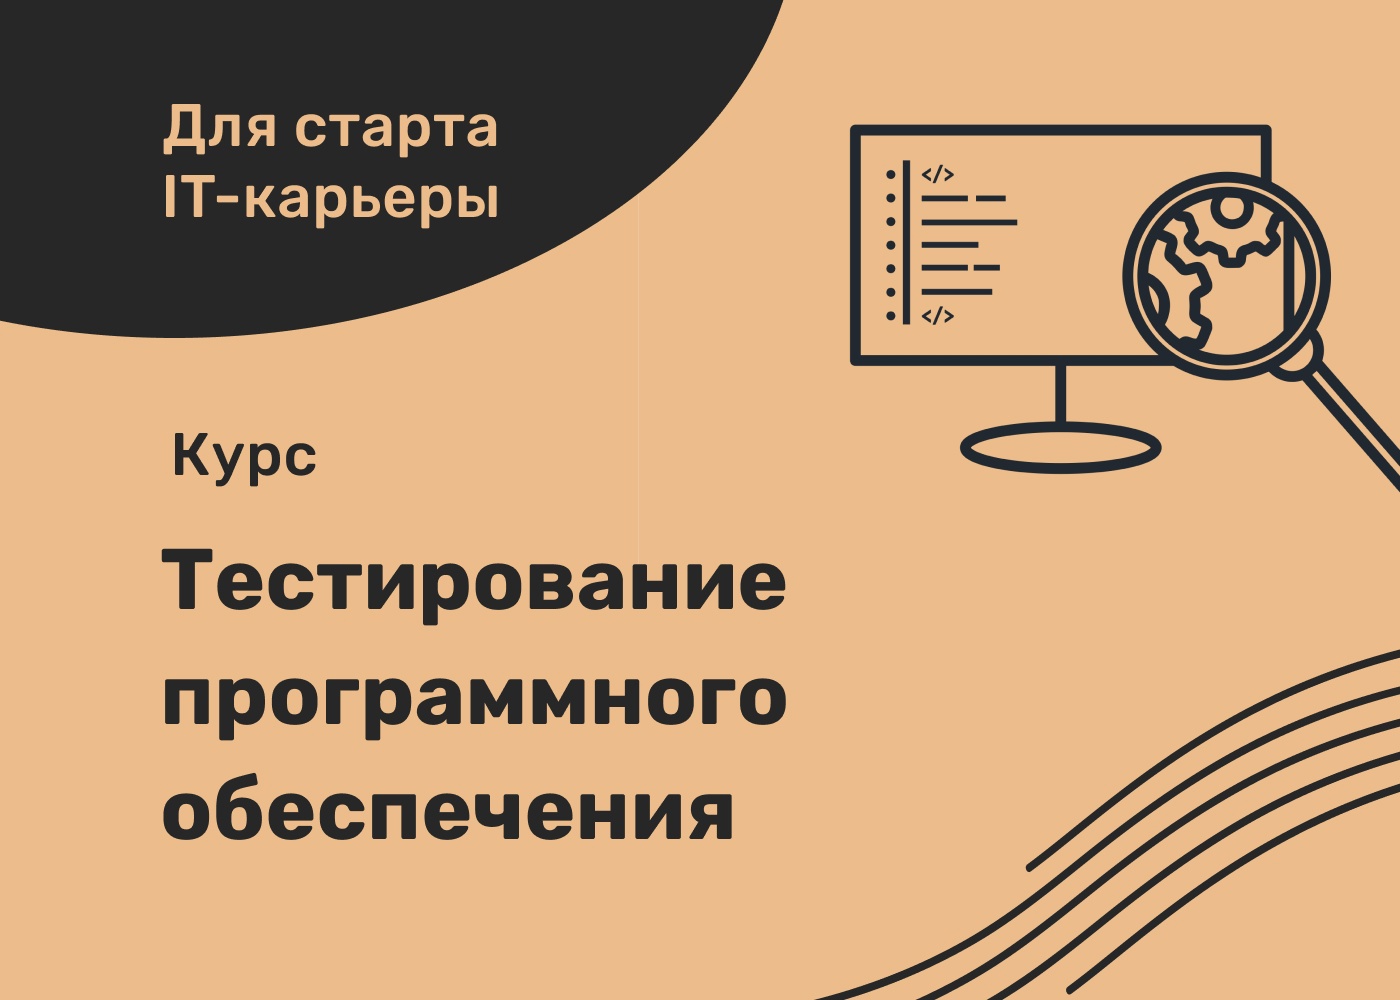 Для старта
IT-карьеры
</>
</>
Курс
Тестирование
программного
обеспечения